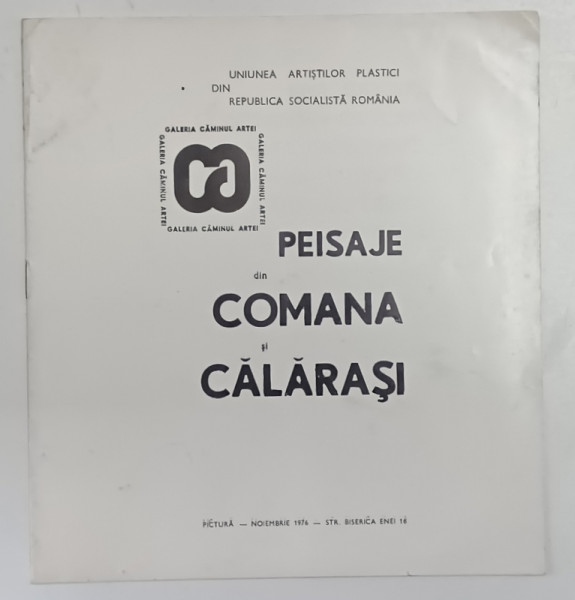 UNIUNEA ARTIȘTILOR PLASTICI
DIN
REPUBLICA SOCIALISTĂ ROMÂNIA
GALERIA CĂMINUL ARTEI
GALERIA CĂMINUL ARTEI
GALERIA CĂMINUL ARTEI
GALERIA CĂMINUL ARTEI
PEISAJE
din
COMANA
și
CĂLĂRAȘI
PICTURĂ — NOIEMBRIE 1976 — STR. BISERICA ENEI 16